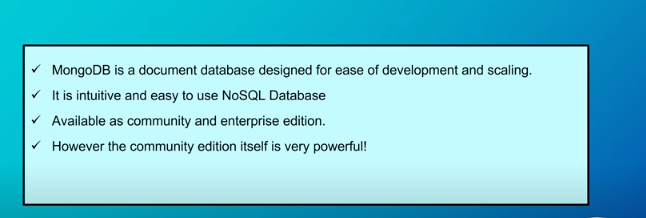 ✓ MongoDB is a document database designed for ease of development and scaling.
✓ It is intuitive and easy to use NoSQL Database
✓ Available as community and enterprise edition.
✓ However the community edition itself is very powerful!